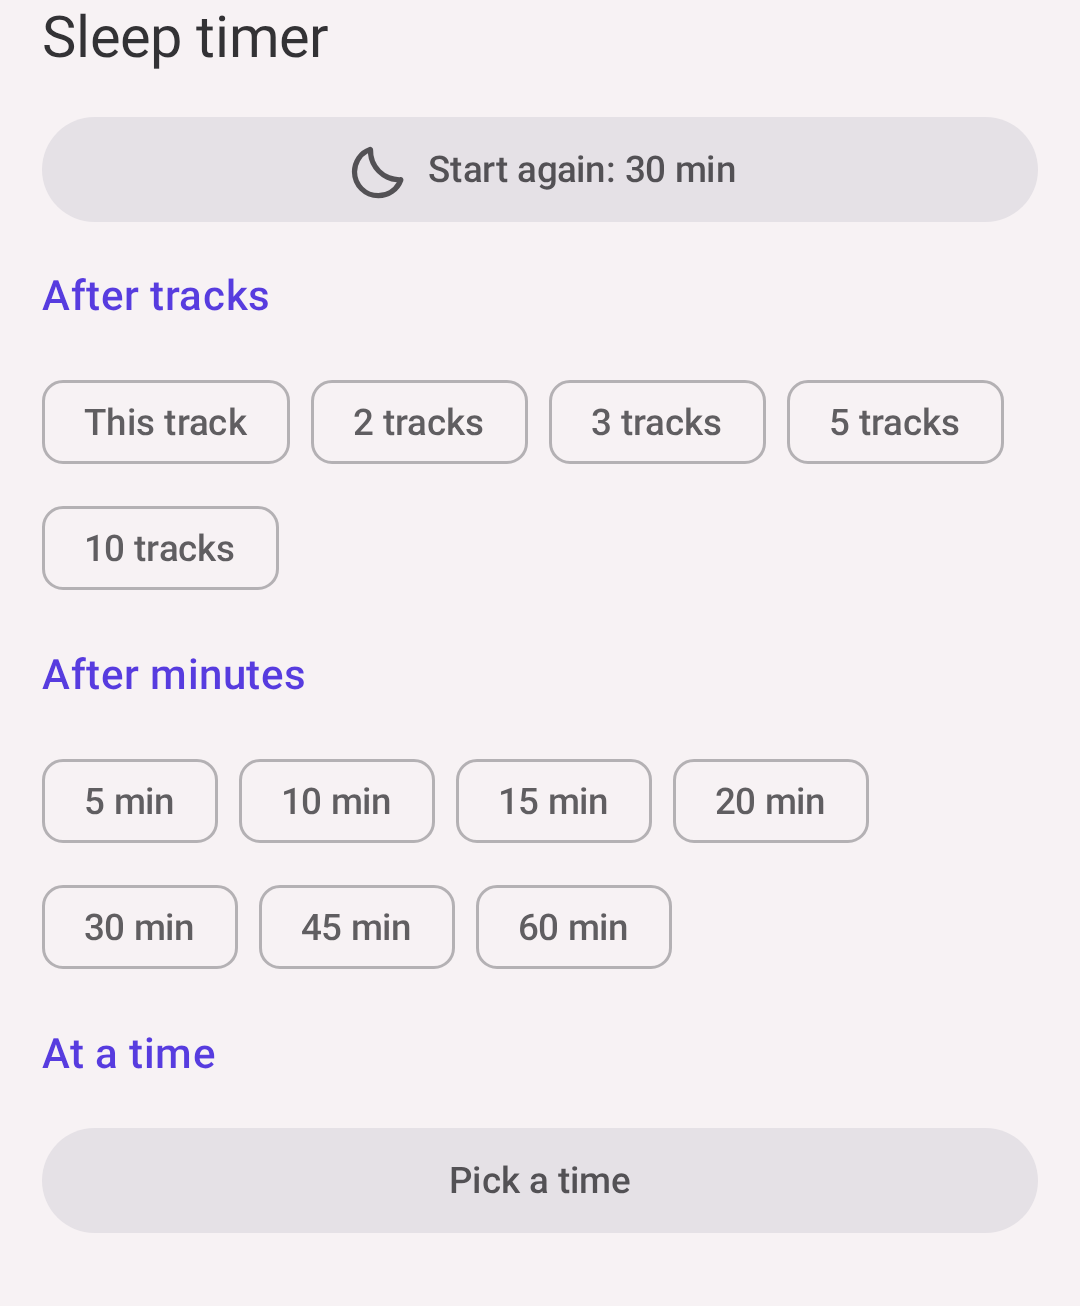 Sleep timer
Start again: 30 min
After tracks
This track 2 tracks 3 tracks 5 tracks
10 tracks
After minutes
5 min 10 min 15 min 20 min
30 min 45 min 60 min
At a time
Pick a time